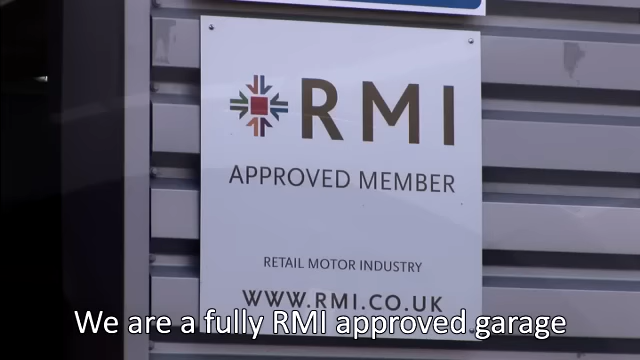 RMI
APPROVED MEMBER
RETAIL MOTOR INDUSTRY
WWW.RMI.CO.UK
We are a fully RMI approved garage